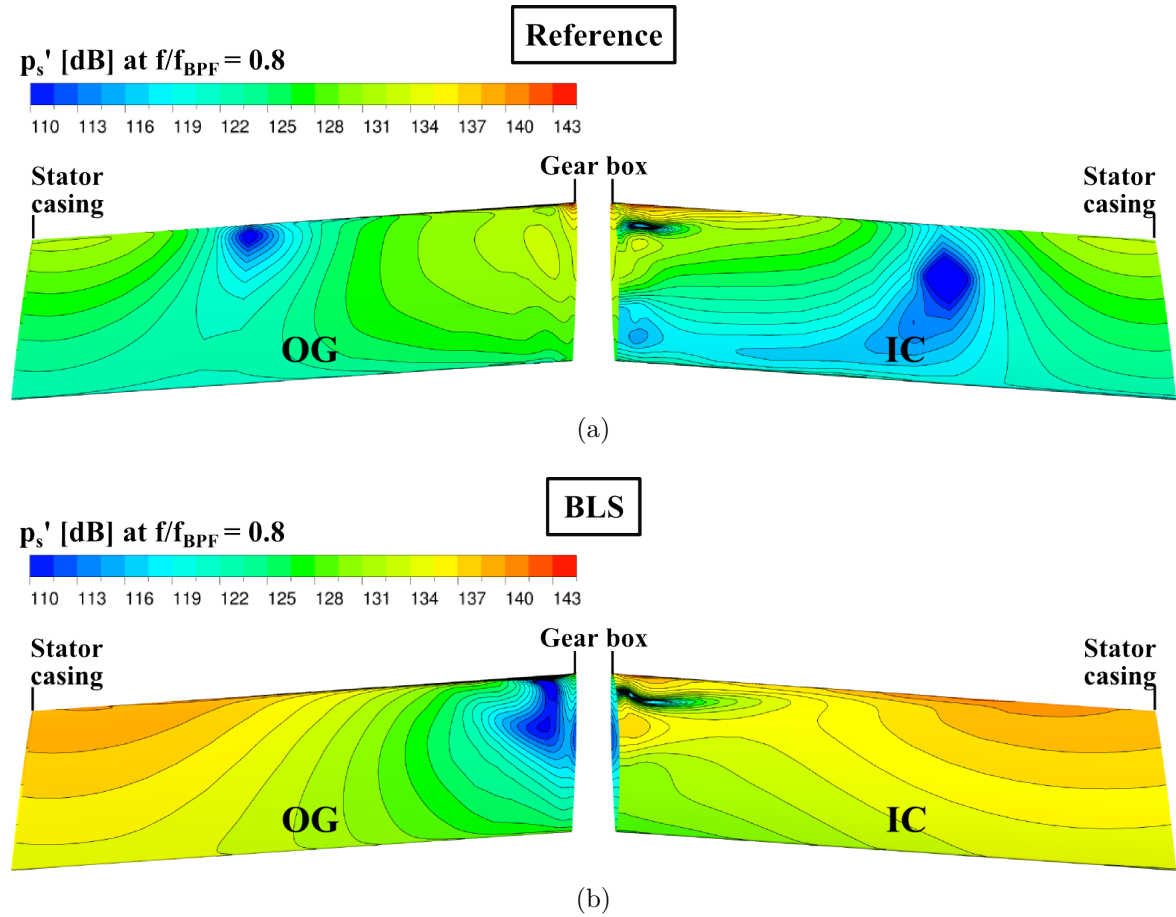 Reference
p_s' [dB] at f/f_BPF = 0.8
110 113 116 119 122 125 128 131 134 137 140 143
Gear box
Stator
casing
Stator
casing
OG
IC
(a)
BLS
p_s' [dB] at f/f_BPF = 0.8
110 113 116 119 122 125 128 131 134 137 140 143
Gear box
Stator
casing
Stator
casing
OG
IC
(b)